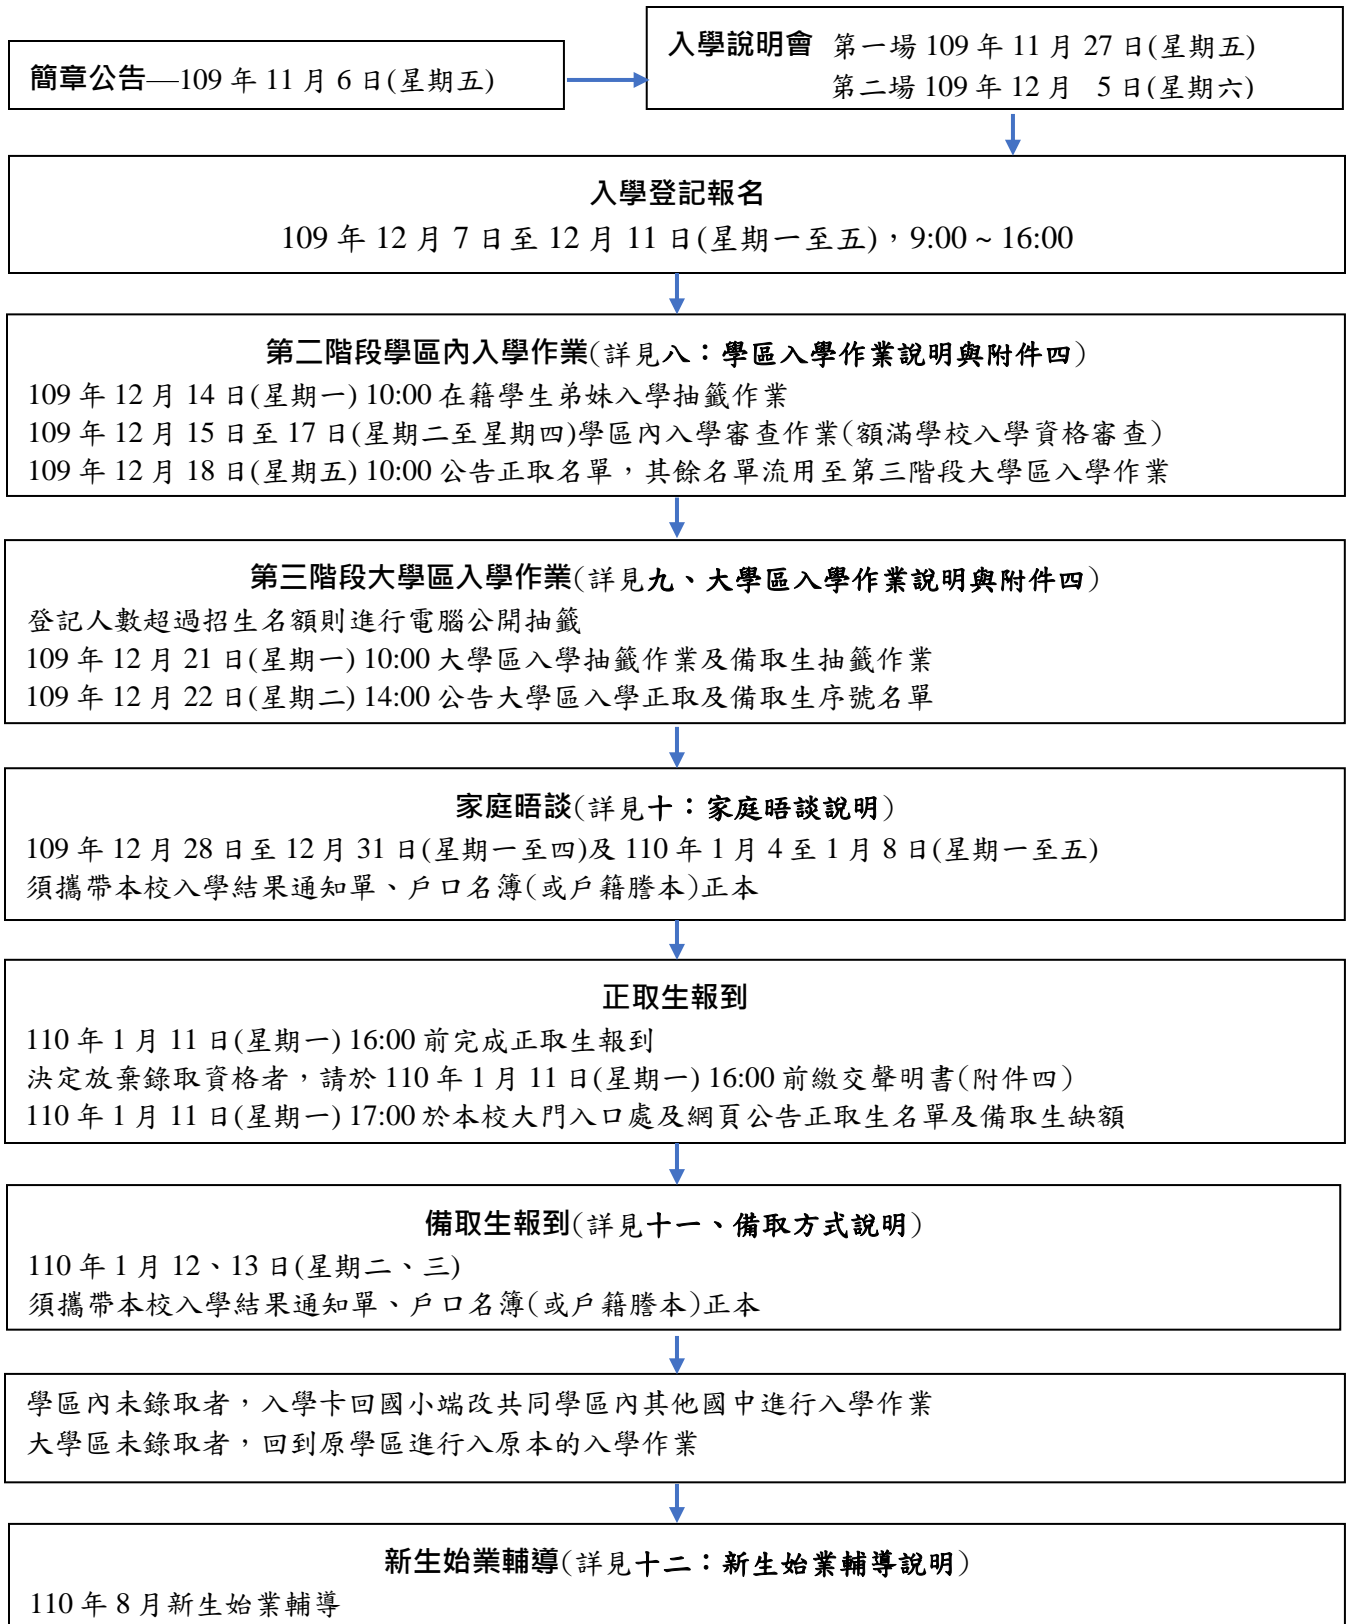 簡章公告—109 年 11 月 6 日(星期五)
入學說明會 第一場 109 年 11 月 27 日(星期五)
第二場 109 年 12 月 5 日(星期六)
入學登記報名
109 年 12 月 7 日至 12 月 11 日(星期一至五)，9:00 ~ 16:00
第二階段學區內入學作業(詳見八：學區入學作業說明與附件四)
109 年 12 月 14 日(星期一) 10:00 在籍學生弟妹入學抽籤作業
109 年 12 月 15 日至 17 日(星期二至星期四)學區內入學審查作業(額滿學校入學資格審查)
109 年 12 月 18 日(星期五) 10:00 公告正取名單，其餘名單流用至第三階段大學區入學作業
第三階段大學區入學作業(詳見九、大學區入學作業說明與附件四)
登記人數超過招生名額則進行電腦公開抽籤
109 年 12 月 21 日(星期一) 10:00 大學區入學抽籤作業及備取生抽籤作業
109 年 12 月 22 日(星期二) 14:00 公告大學區入學正取及備取生序號名單
家庭晤談(詳見十：家庭晤談說明)
109 年 12 月 28 日至 12 月 31 日(星期一至四)及 110 年 1 月 4 至 1 月 8 日(星期一至五)
須攜帶本校入學結果通知單、戶口名簿(或戶籍謄本)正本
正取生報到
110 年 1 月 11 日(星期一) 16:00 前完成正取生報到
決定放棄錄取資格者，請於 110 年 1 月 11 日(星期一) 16:00 前繳交聲明書(附件四)
110 年 1 月 11 日(星期一) 17:00 於本校大門入口處及網頁公告正取生名單及備取生缺額
備取生報到(詳見十一、備取方式說明)
110 年 1 月 12、13 日(星期二、三)
須攜帶本校入學結果通知單、戶口名簿(或戶籍謄本)正本
學區內未錄取者，入學卡回國小端改共同學區內其他國中進行入學作業
大學區未錄取者，回到原學區進行入原本的入學作業
新生始業輔導(詳見十二：新生始業輔導說明)
110 年 8 月新生始業輔導